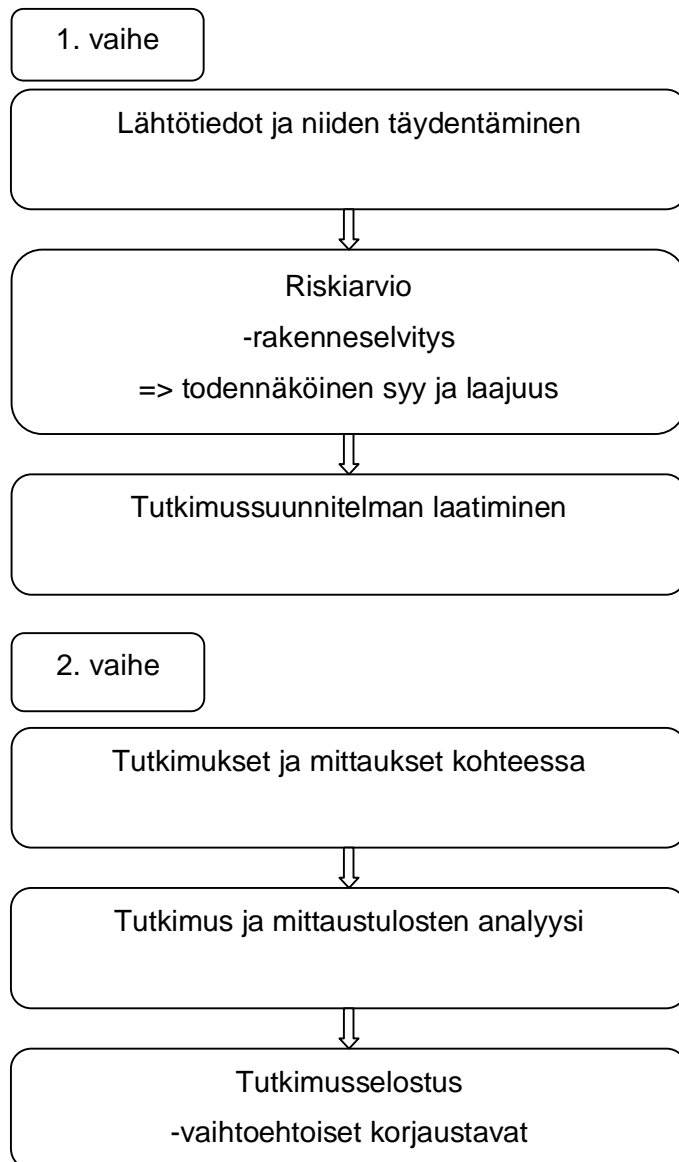 1. vaihe
Lähtötiedot ja niiden täydentäminen
Riskiarvio
-rakenneselvitys
=> todennäköinen syy ja laajuus
Tutkimussuunnitelman laatiminen
2. vaihe
Tutkimukset ja mittaukset kohteessa
Tutkimus ja mittaustulosten analyysi
Tutkimusselostus
-vaihtoehtoiset korjaustavat